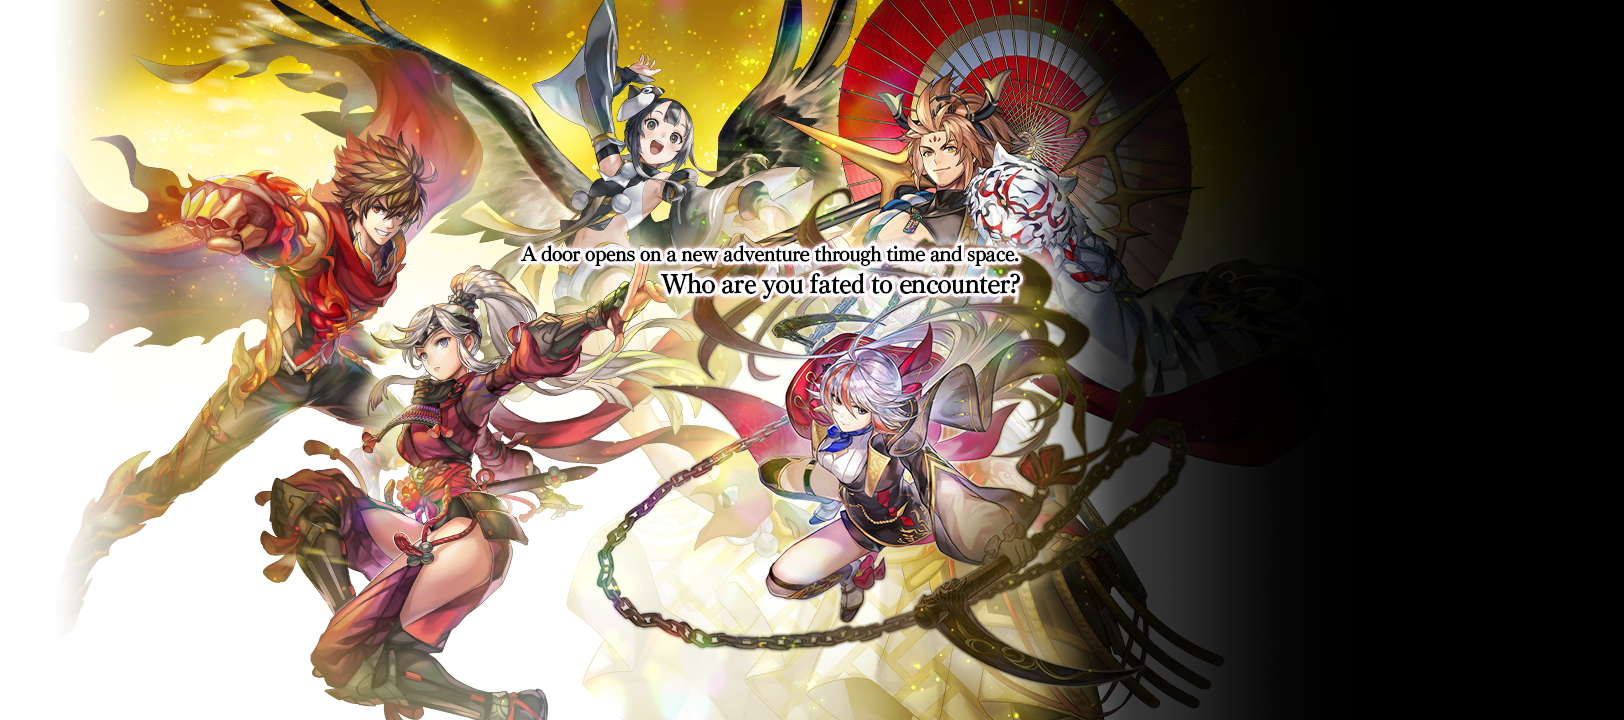 A door opens on a new adventure through time and space.
Who are you fated to encounter?